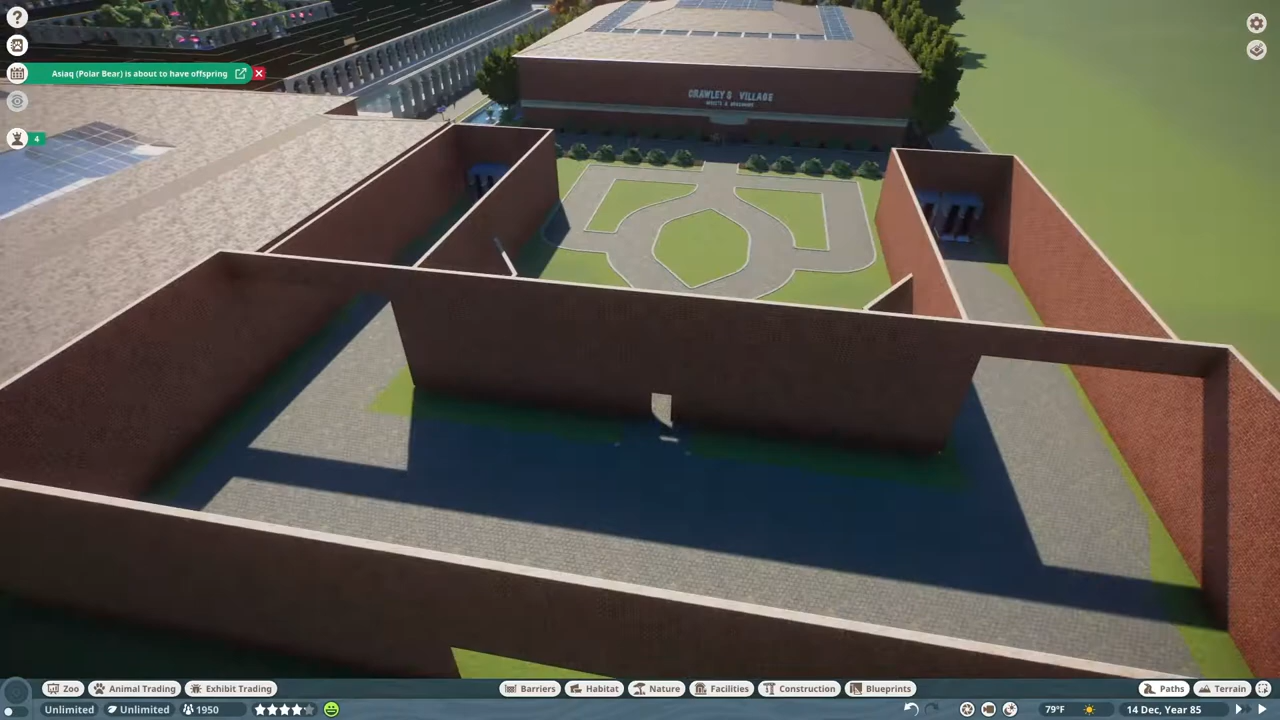 ?
Asiaq (Polar Bear) is about to have offspring
4
CRAWLEY'S VILLAGE
Zoo
Animal Trading
Exhibit Trading
Barriers
Habitat
Nature
Facilities
Construction
Blueprints
Paths
Terrain
Unlimited
Unlimited
1950
79°F
14 Dec, Year 85